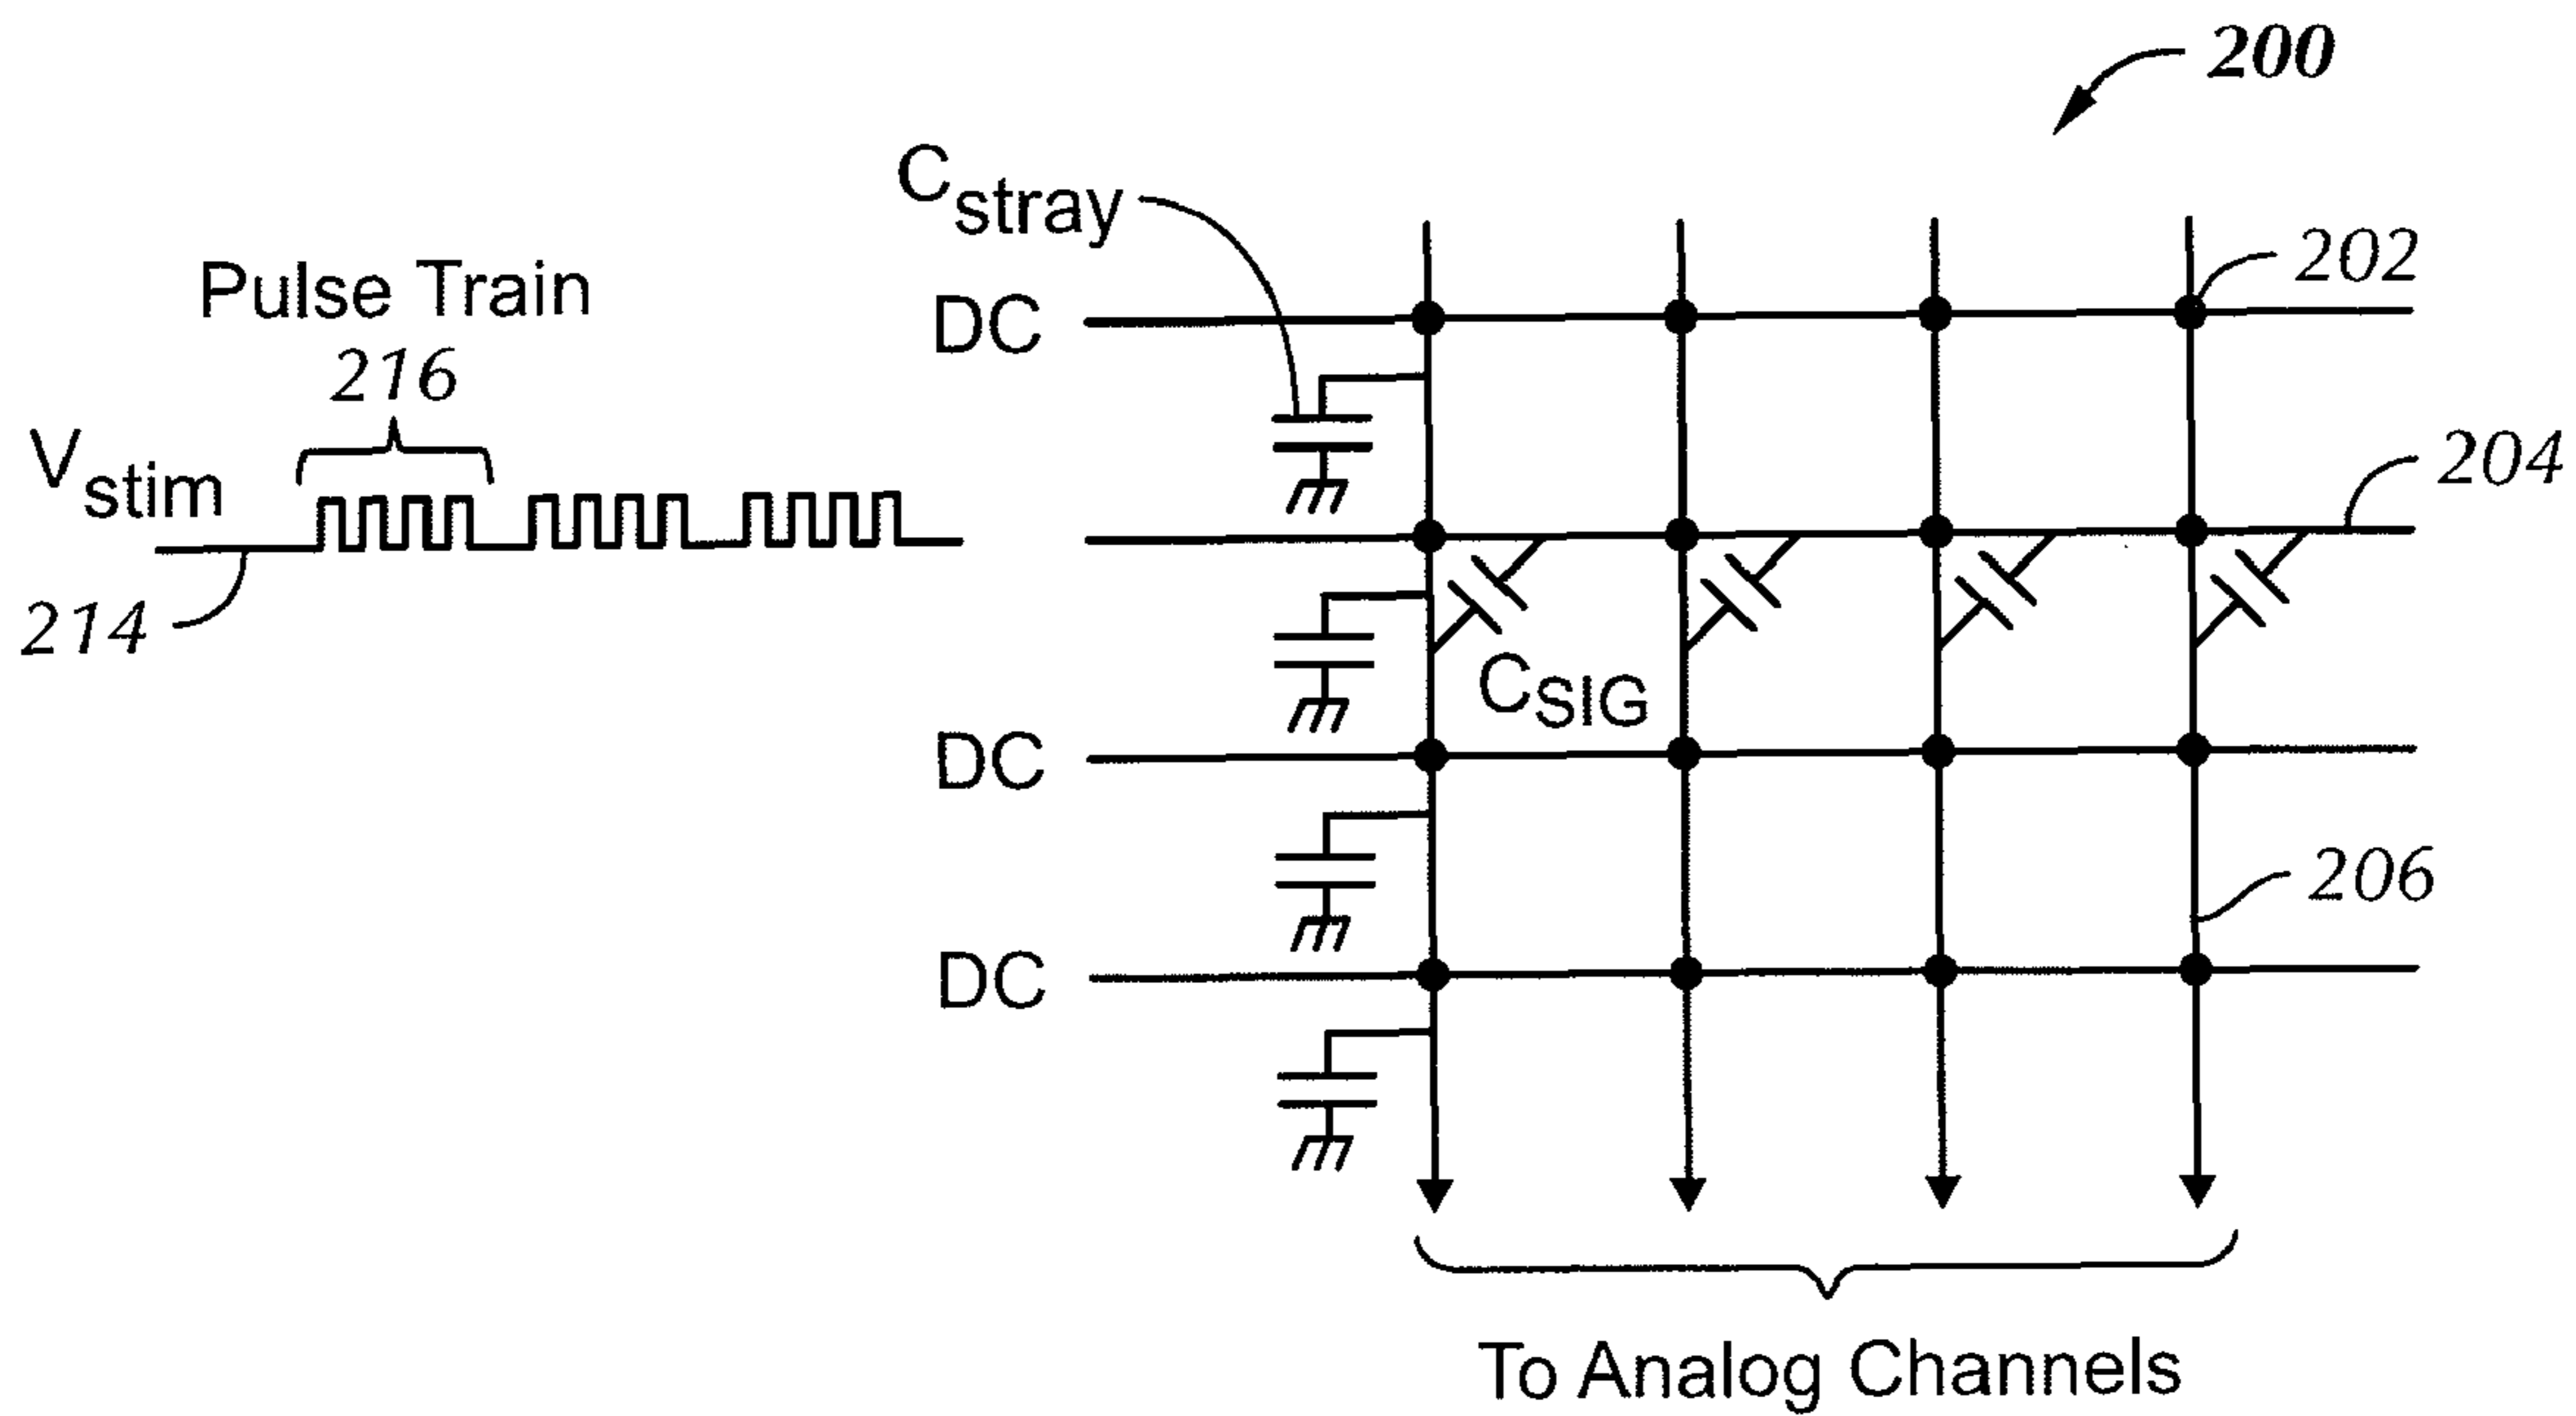 200
Cstray
202
Pulse Train
DC
216
Vstim
204
214
CSIG
DC
206
DC
To Analog Channels